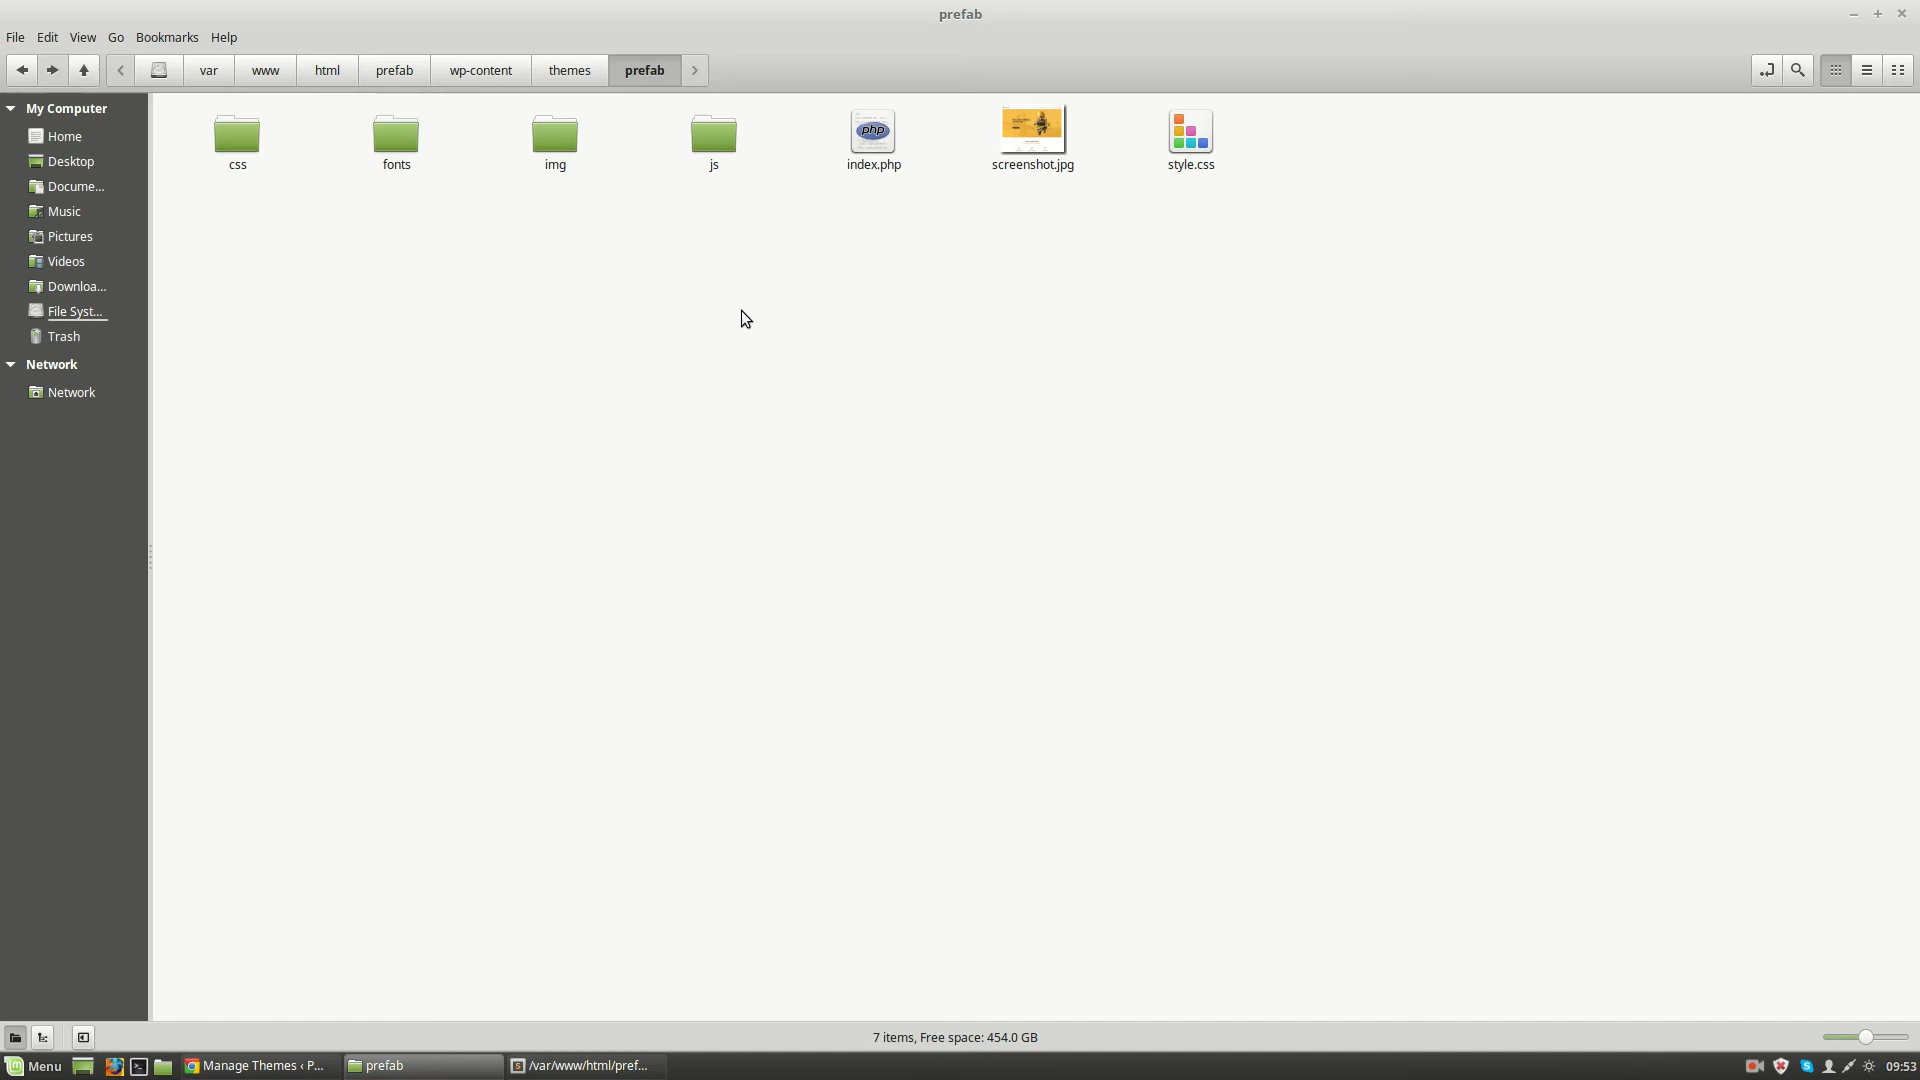 prefab
File Edit View Go Bookmarks Help
var www html prefab wp-content themes prefab
My Computer
Home
Desktop
Docume...
Music
Pictures
Videos
Downloa...
File Syst...
Trash
Network
Network
css fonts img js index.php screenshot.jpg style.css
php
7 items, Free space: 454.0 GB
Menu Manage Themes ‹ P... prefab /var/www/html/pref... 09:53